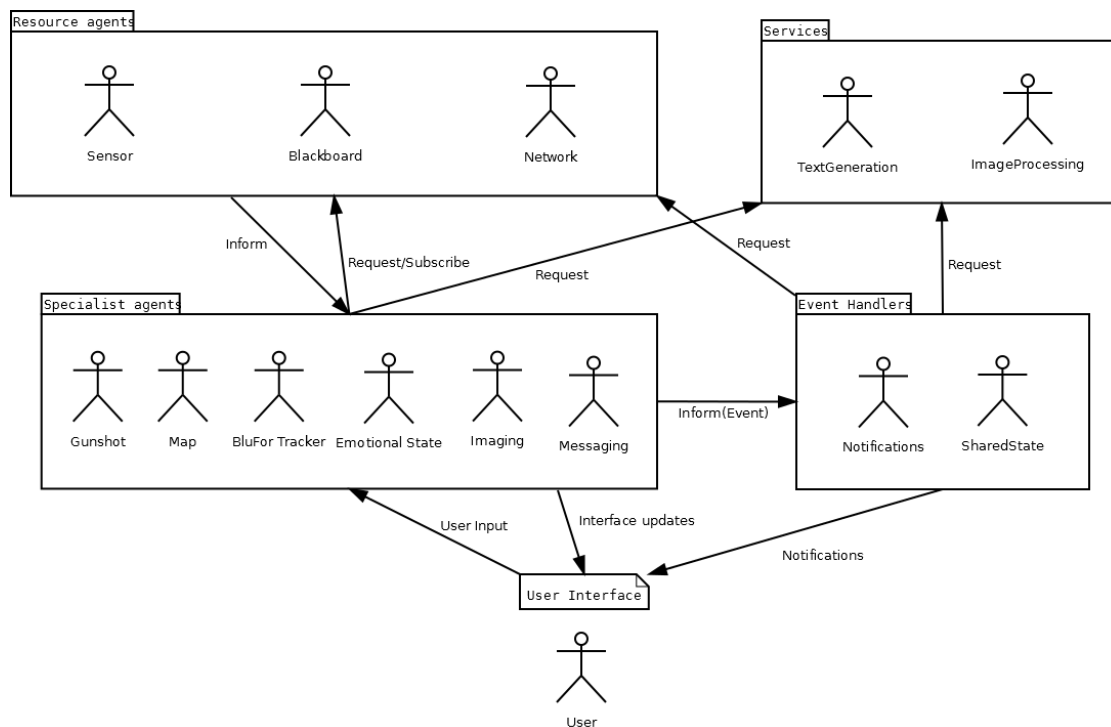 Resource agents
Services
Sensor
Blackboard
Network
TextGeneration
ImageProcessing
Inform
Request/Subscribe
Request
Request
Request
Specialist agents
Event Handlers
Gunshot
Map
BluFor Tracker
Emotional State
Imaging
Messaging
Inform(Event)
Notifications
SharedState
User Input
Interface updates
Notifications
User Interface
User